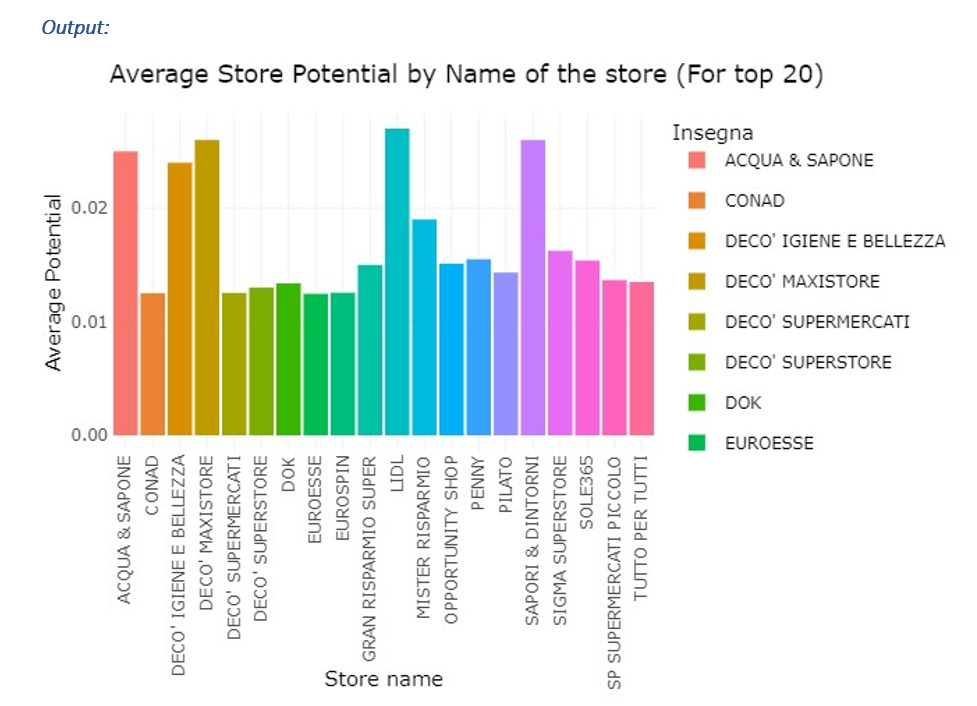 Output:
Average Store Potential by Name of the store (For top 20)
Average Potential
0.02
0.01
0.00
ACQUA & SAPONE
CONAD
DECO' IGIENE E BELLEZZA
DECO' MAXISTORE
DECO' SUPERMERCATI
DECO' SUPERSTORE
DOK
EUROESSE
EUROSPIN
GRAN RISPARMIO SUPER
LIDL
MISTER RISPARMIO
OPPORTUNITY SHOP
PENNY
PILATO
SAPORI & DINTORNI
SIGMA SUPERSTORE
SOLE365
SP SUPERMERCATI PICCOLO
TUTTO PER TUTTI
Store name
Insegna
ACQUA & SAPONE
CONAD
DECO' IGIENE E BELLEZZA
DECO' MAXISTORE
DECO' SUPERMERCATI
DECO' SUPERSTORE
DOK
EUROESSE